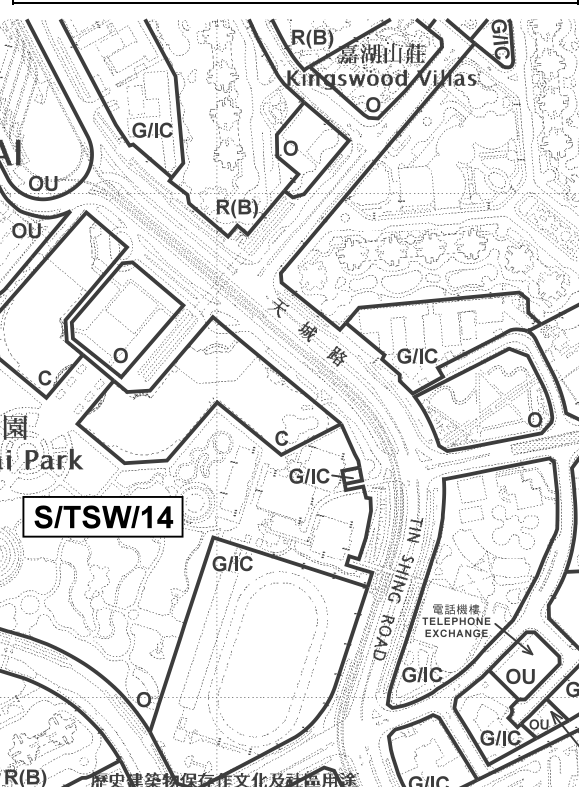 R(B)
嘉湖山莊
Kingswood Villas
G/IC
O
G/IC
O
AI
OU
R(B)
OU
天城路
G/IC
O
C
O
園
ai Park
C
G/IC
S/TSW/14
TIN SHING ROAD
G/IC
電話機樓
TELEPHONE
EXCHANGE
G/IC
OU
G
O
OU
G/IC
R(B)
歷史建築物保存作文化及社區用途
G/IC